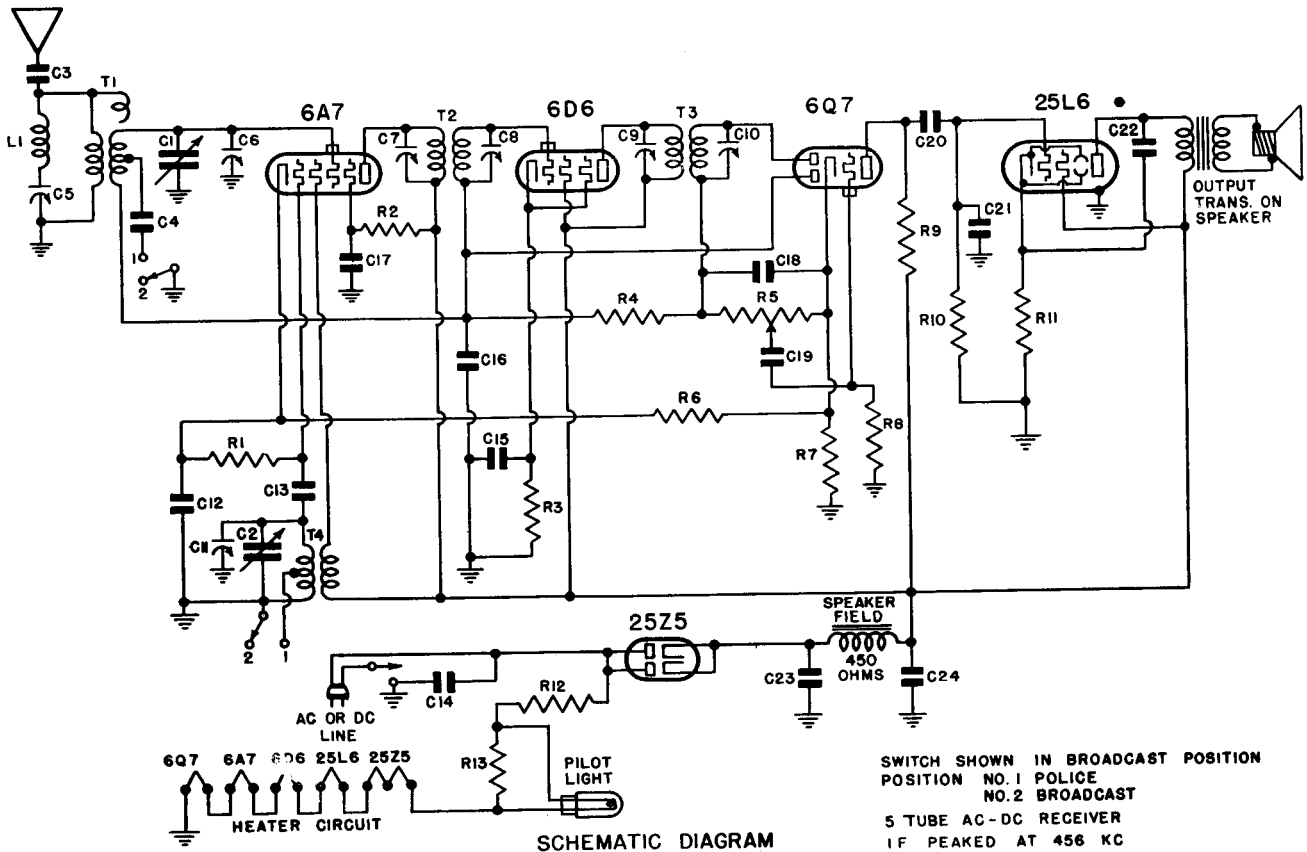 C3
T1
L1
C5
C1
C6
C4
1
2
6A7
C7
T2
C8
R2
C17
6D6
C9
T3
C10
6Q7
C20
25L6
C22
OUTPUT
TRANS. ON
SPEAKER
C21
R9
C18
R4
R5
R10
R11
C16
C19
R6
R7
R8
R1
C15
C12
C13
R3
C11
C2
T4
2
1
25Z5
SPEAKER
FIELD
450
OHMS
C23
C24
R12
C14
AC OR DC
LINE
R13
PILOT
LIGHT
6Q7 6A7 6D6 25L6 25Z5
HEATER CIRCUIT
SCHEMATIC DIAGRAM
SWITCH SHOWN IN BROADCAST POSITION
POSITION NO.1 POLICE
NO.2 BROADCAST
5 TUBE AC-DC RECEIVER
IF PEAKED AT 456 KC